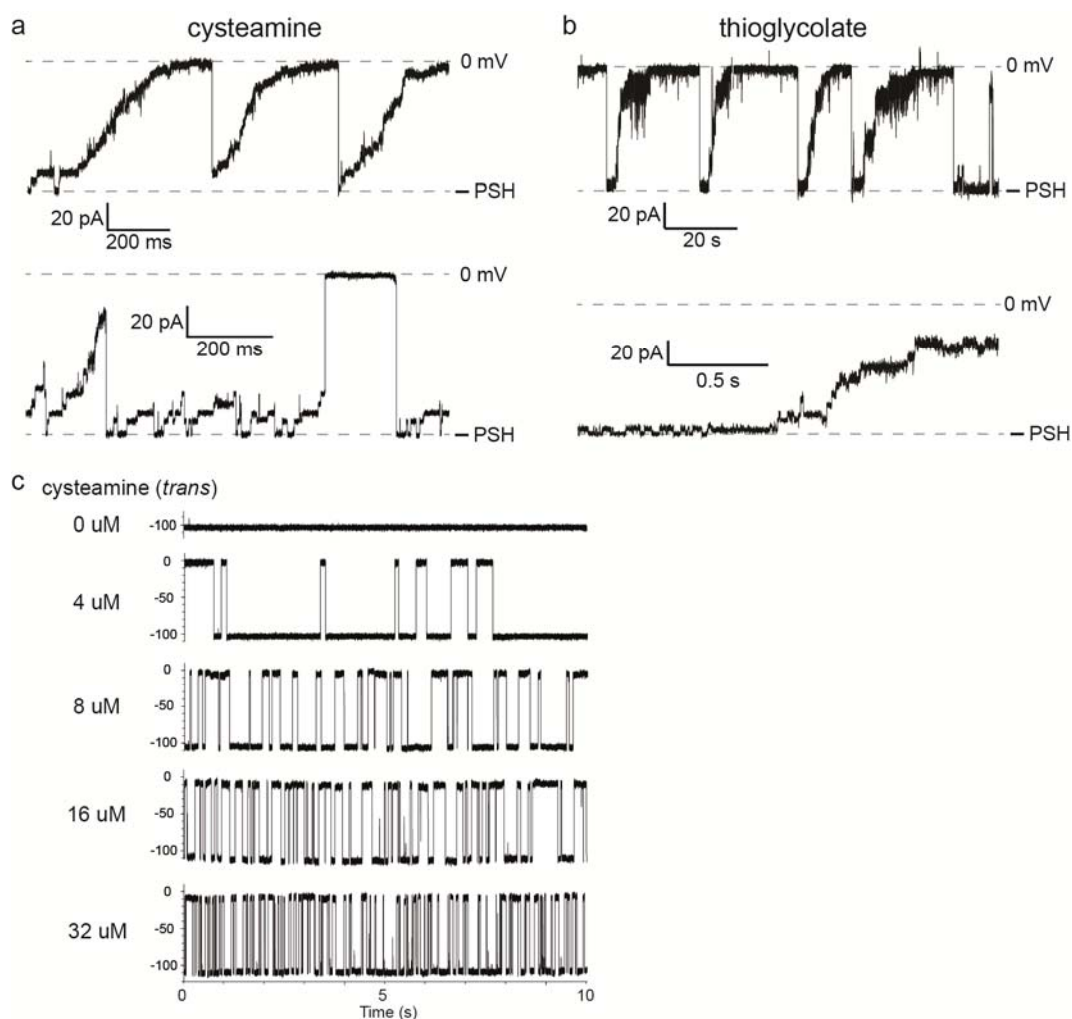 a cysteamine
0 mV
PSH
20 pA
200 ms
0 mV
20 pA
200 ms
PSH
b thioglycolate
0 mV
PSH
20 pA
20 s
0 mV
20 pA
0.5 s
PSH
c cysteamine (trans)
0 uM
-100
4 uM
0
-50
-100
8 uM
0
-50
-100
16 uM
0
-50
-100
32 uM
0
-50
-100
0 5 10
Time (s)